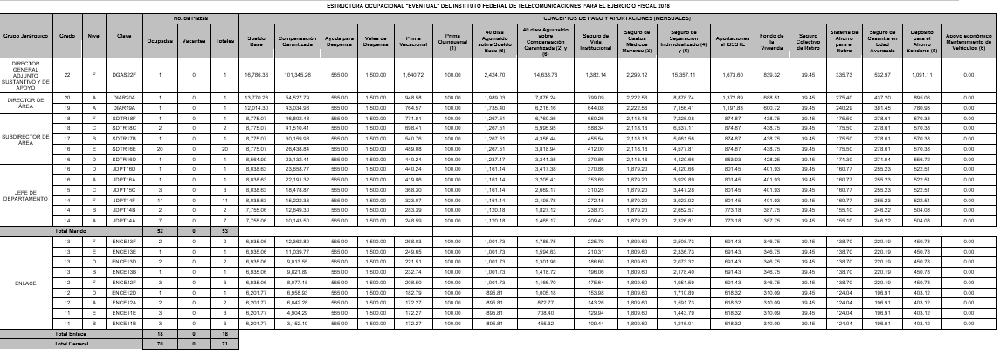 ESTRUCTURA OCUPACIONAL "EVENTUAL" DEL INSTITUTO FEDERAL DE TELECOMUNICACIONES PARA EL EJERCICIO FISCAL 2018
No. de Plazas CONCEPTOS DE PAGO Y APORTACIONES (MENSUALES)
Grupo Jerárquico Grado Nivel Clave Ocupadas Vacantes Totales Sueldo Base Compensación Garantizada Ayuda para Despensa Vales de Despensa Prima Vacacional Prima Quinquenal (1) 40 días Aguinaldo sobre Sueldo Base (6) 40 días Aguinaldo sobre Compensación Garantizada (2) y (6) Seguro de Vida Institucional Seguro de Gastos Médicos Mayores (3) Seguro de Separación Individualizado (4) y (6) Aportaciones al ISSSTE Fondo de la Vivienda Seguro Colectivo de Retiro Sistema de Ahorro para el Retiro Seguro de Cesantía en Edad Avanzada Depósito para el Ahorro Solidario (5) Apoyo económico Mantenimiento de Vehículos (6)
DIRECTOR GENERAL ADJUNTO SUSTANTIVO Y DE APOYO 22 F DGAS22F 1 0 1 16,786.36 101,345.26 565.00 1,500.00 1,640.72 100.00 2,424.70 14,638.76 1,382.14 2,299.12 15,357.11 1,673.60 839.32 39.45 335.73 532.97 1,091.11 0.00
DIRECTOR DE ÁREA 20 A DIAR20A 1 0 1 13,770.23 54,527.79 565.00 1,500.00 948.58 100.00 1,989.03 7,876.24 799.09 2,222.56 8,878.74 1,372.89 688.51 39.45 275.40 437.20 895.06 0.00
19 A DIAR19A 1 0 1 12,014.30 43,034.98 565.00 1,500.00 764.57 100.00 1,735.40 6,216.16 644.08 2,222.56 7,156.41 1,197.83 600.72 39.45 240.29 381.45 780.93 0.00
SUBDIRECTOR DE ÁREA 18 F SDTR18F 1 0 1 8,775.07 46,802.48 565.00 1,500.00 771.91 100.00 1,267.51 6,760.36 650.26 2,118.16 7,225.08 874.87 438.75 39.45 175.50 278.61 570.38 0.00
18 C SDTR18C 2 0 2 8,775.07 41,510.41 565.00 1,500.00 698.41 100.00 1,267.51 5,995.95 588.34 2,118.16 6,537.11 874.87 438.75 39.45 175.50 278.61 570.38 0.00
17 B SDTR17B 1 0 1 8,775.07 30,159.98 565.00 1,500.00 540.76 100.00 1,267.51 4,356.44 455.54 2,118.16 5,061.56 874.87 438.75 39.45 175.50 278.61 570.38 0.00
16 E SDTR16E 20 0 20 8,775.07 26,438.84 565.00 1,500.00 489.08 100.00 1,267.51 3,818.94 412.00 2,118.16 4,577.81 874.87 438.75 39.45 175.50 278.61 570.38 0.00
16 D SDTR16D 1 0 1 8,564.99 23,132.41 565.00 1,500.00 440.24 100.00 1,237.17 3,341.35 370.86 2,118.16 4,120.66 853.93 428.25 39.45 171.30 271.94 556.72 0.00
JEFE DE DEPARTAMENTO 16 D JDPT16D 1 0 1 8,038.63 23,658.77 565.00 1,500.00 440.24 100.00 1,161.14 3,417.38 370.86 1,879.20 4,120.66 801.45 401.93 39.45 160.77 255.23 522.51 0.00
16 A JDPT16A 1 0 1 8,038.63 22,191.32 565.00 1,500.00 419.86 100.00 1,161.14 3,205.41 353.69 1,879.20 3,929.89 801.45 401.93 39.45 160.77 255.23 522.51 0.00
15 C JDPT15C 3 0 3 8,038.63 18,478.87 565.00 1,500.00 368.30 100.00 1,161.14 2,669.17 310.25 1,879.20 3,447.28 801.45 401.93 39.45 160.77 255.23 522.51 0.00
14 F JDPT14F 11 0 11 8,038.63 15,222.33 565.00 1,500.00 323.07 100.00 1,161.14 2,198.78 272.15 1,879.20 3,023.92 801.45 401.93 39.45 160.77 255.23 522.51 0.00
14 B JDPT14B 2 0 2 7,755.06 12,649.30 565.00 1,500.00 283.39 100.00 1,120.18 1,827.12 238.73 1,879.20 2,652.57 773.18 387.75 39.45 155.10 246.22 504.08 0.00
14 A JDPT14A 7 0 7 7,755.06 10,143.50 565.00 1,500.00 248.59 100.00 1,120.18 1,465.17 209.41 1,879.20 2,326.81 773.18 387.75 39.45 155.10 246.22 504.08 0.00
Total Mando 52 0 53
ENLACE 13 F ENCE13F 2 0 2 6,935.06 12,362.89 565.00 1,500.00 268.03 100.00 1,001.73 1,785.75 225.79 1,809.60 2,508.73 691.43 346.75 39.45 138.70 220.19 450.78 0.00
13 E ENCE13E 1 0 1 6,935.06 11,039.77 565.00 1,500.00 249.65 100.00 1,001.73 1,594.63 210.31 1,809.60 2,336.73 691.43 346.75 39.45 138.70 220.19 450.78 0.00
13 D ENCE13D 2 0 2 6,935.06 9,013.55 565.00 1,500.00 221.51 100.00 1,001.73 1,301.96 186.60 1,809.60 2,073.32 691.43 346.75 39.45 138.70 220.19 450.78 0.00
13 B ENCE13B 1 0 1 6,935.06 9,821.89 565.00 1,500.00 232.74 100.00 1,001.73 1,418.72 196.06 1,809.60 2,178.40 691.43 346.75 39.45 138.70 220.19 450.78 0.00
12 F ENCE12F 3 0 3 6,935.06 8,077.18 565.00 1,500.00 208.50 100.00 1,001.73 1,166.70 175.64 1,809.60 1,951.59 691.43 346.75 39.45 138.70 220.19 450.78 0.00
12 D ENCE12D 1 0 1 6,201.77 6,958.93 565.00 1,500.00 182.79 100.00 895.81 1,005.18 153.98 1,809.60 1,710.89 618.32 310.09 39.45 124.04 196.91 403.12 0.00
12 A ENCE12A 2 0 2 6,201.77 6,042.28 565.00 1,500.00 172.27 100.00 895.81 872.77 143.26 1,809.60 1,591.73 618.32 310.09 39.45 124.04 196.91 403.12 0.00
11 E ENCE11E 3 0 3 6,201.77 4,904.29 565.00 1,500.00 172.27 100.00 895.81 708.40 129.94 1,809.60 1,443.79 618.32 310.09 39.45 124.04 196.91 403.12 0.00
11 B ENCE11B 3 0 3 6,201.77 3,152.19 565.00 1,500.00 172.27 100.00 895.81 455.32 109.44 1,809.60 1,216.01 618.32 310.09 39.45 124.04 196.91 403.12 0.00
Total Enlace 18 0 18
Total General 70 0 71